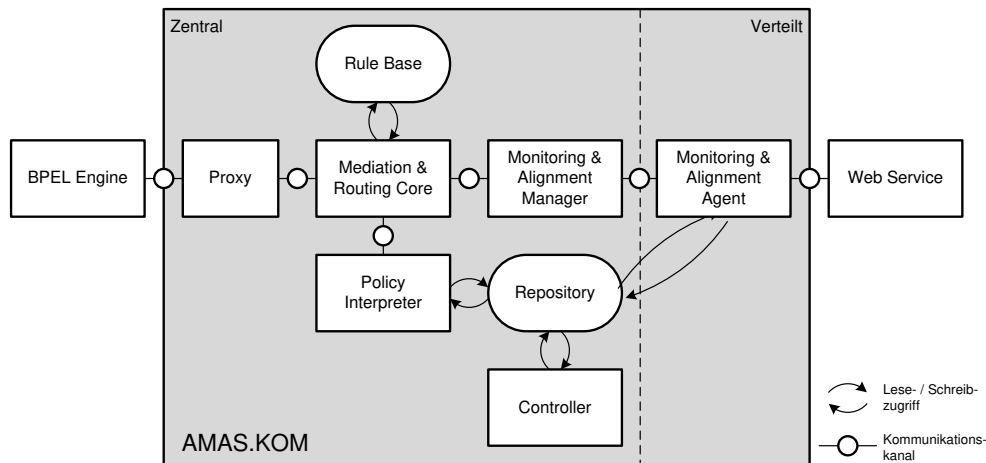 Zentral
Verteilt
Rule Base
BPEL Engine
Proxy
Mediation &
Routing Core
Monitoring &
Alignment
Manager
Monitoring &
Alignment
Agent
Web Service
Policy
Interpreter
Repository
Controller
AMAS.KOM
Lese- / Schreib-
zugriff
Kommunikations-
kanal